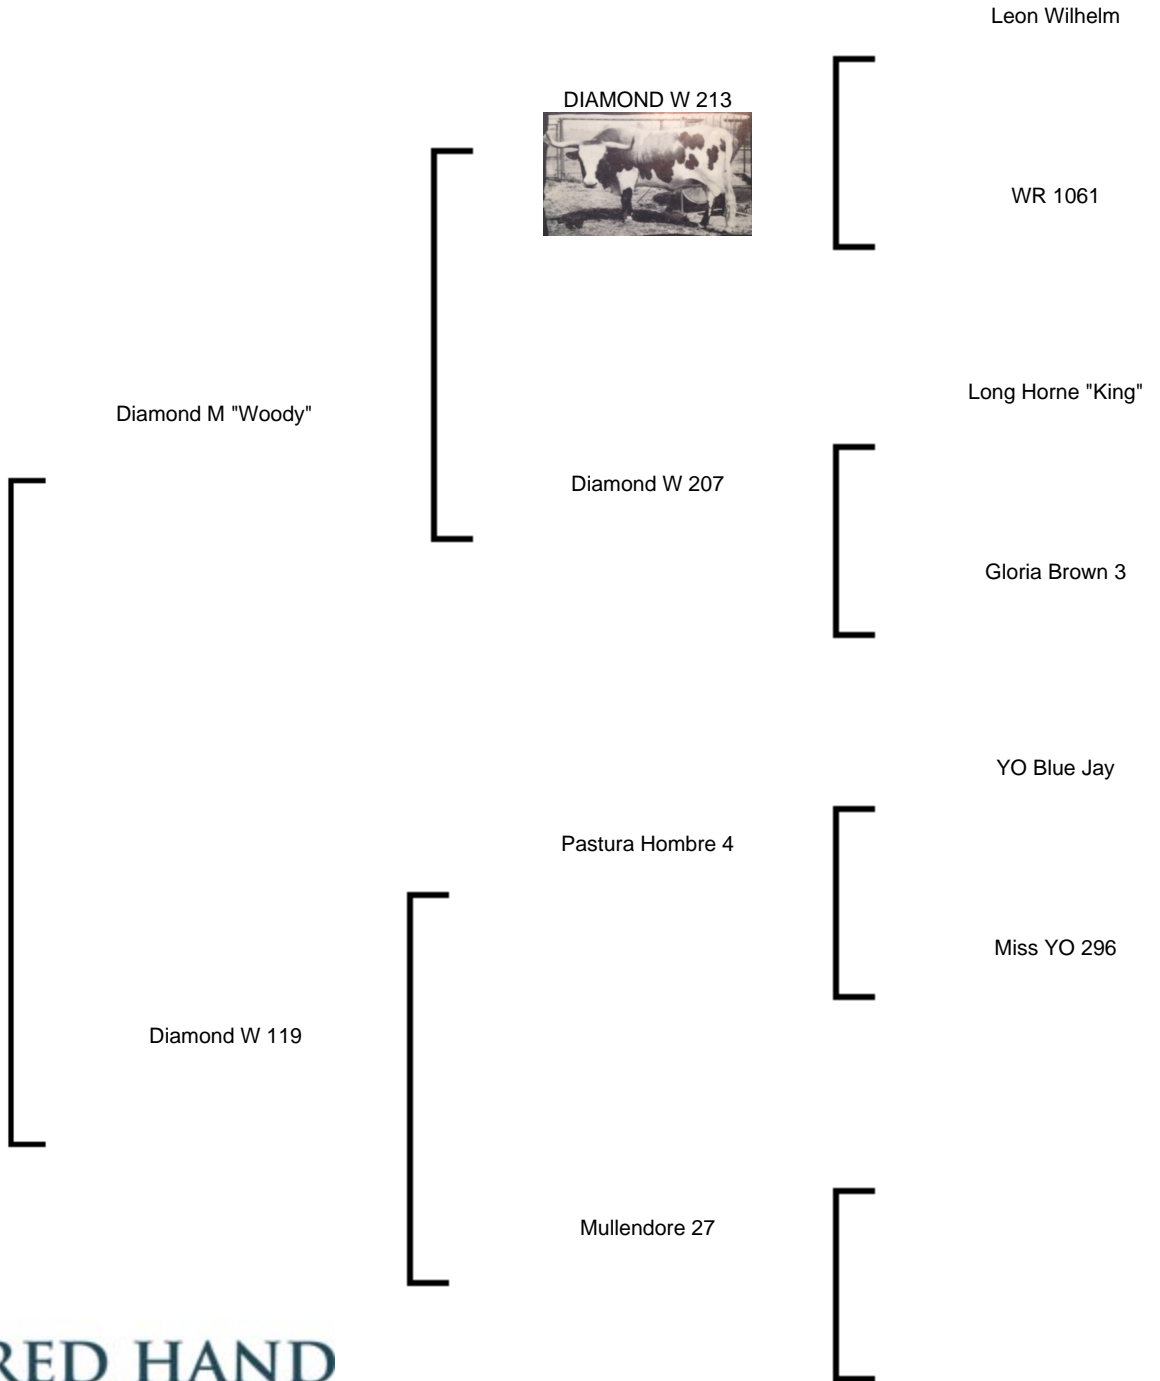 Leon Wilhelm
DIAMOND W 213
WR 1061
Long Horne "King"
Diamond M "Woody"
Diamond W 207
Gloria Brown 3
YO Blue Jay
Pastura Hombre 4
Miss YO 296
Diamond W 119
Mullendore 27
RED HAND